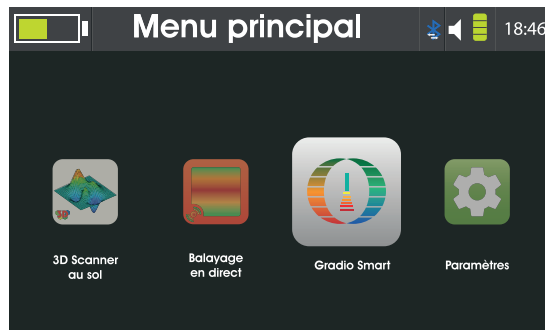 Menu principal
18:46
3D Scanner
au sol
Balayage
en direct
Gradio Smart
Paramètres